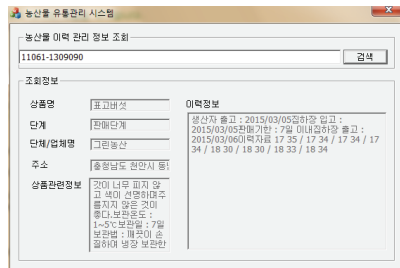 농산물 유통관리 시스템
농산물 이력 관리 정보 조회
11061-1309090
검색
조회정보
상품명
표고버섯
단계
판매단계
단체/업체명
그린농산
주소
충청남도 천안시 동
상품관련정보
갓이 너무 피지 않
고 색이 선명하며주
름지지 않은 것이
좋다.보관온도 :
1~5℃보관일 : 7일
보관법 : 깨끗이 손
질하여 냉장 보관한
이력정보
생산자 출고 : 2015/03/05집하장 입고 :
2015/03/05판매기한 : 7일 이내집하장 출고 :
2015/03/06이력자료 17 35 / 17 34 / 17 34 / 17
34 / 18 30 / 18 30 / 18 33 / 18 34